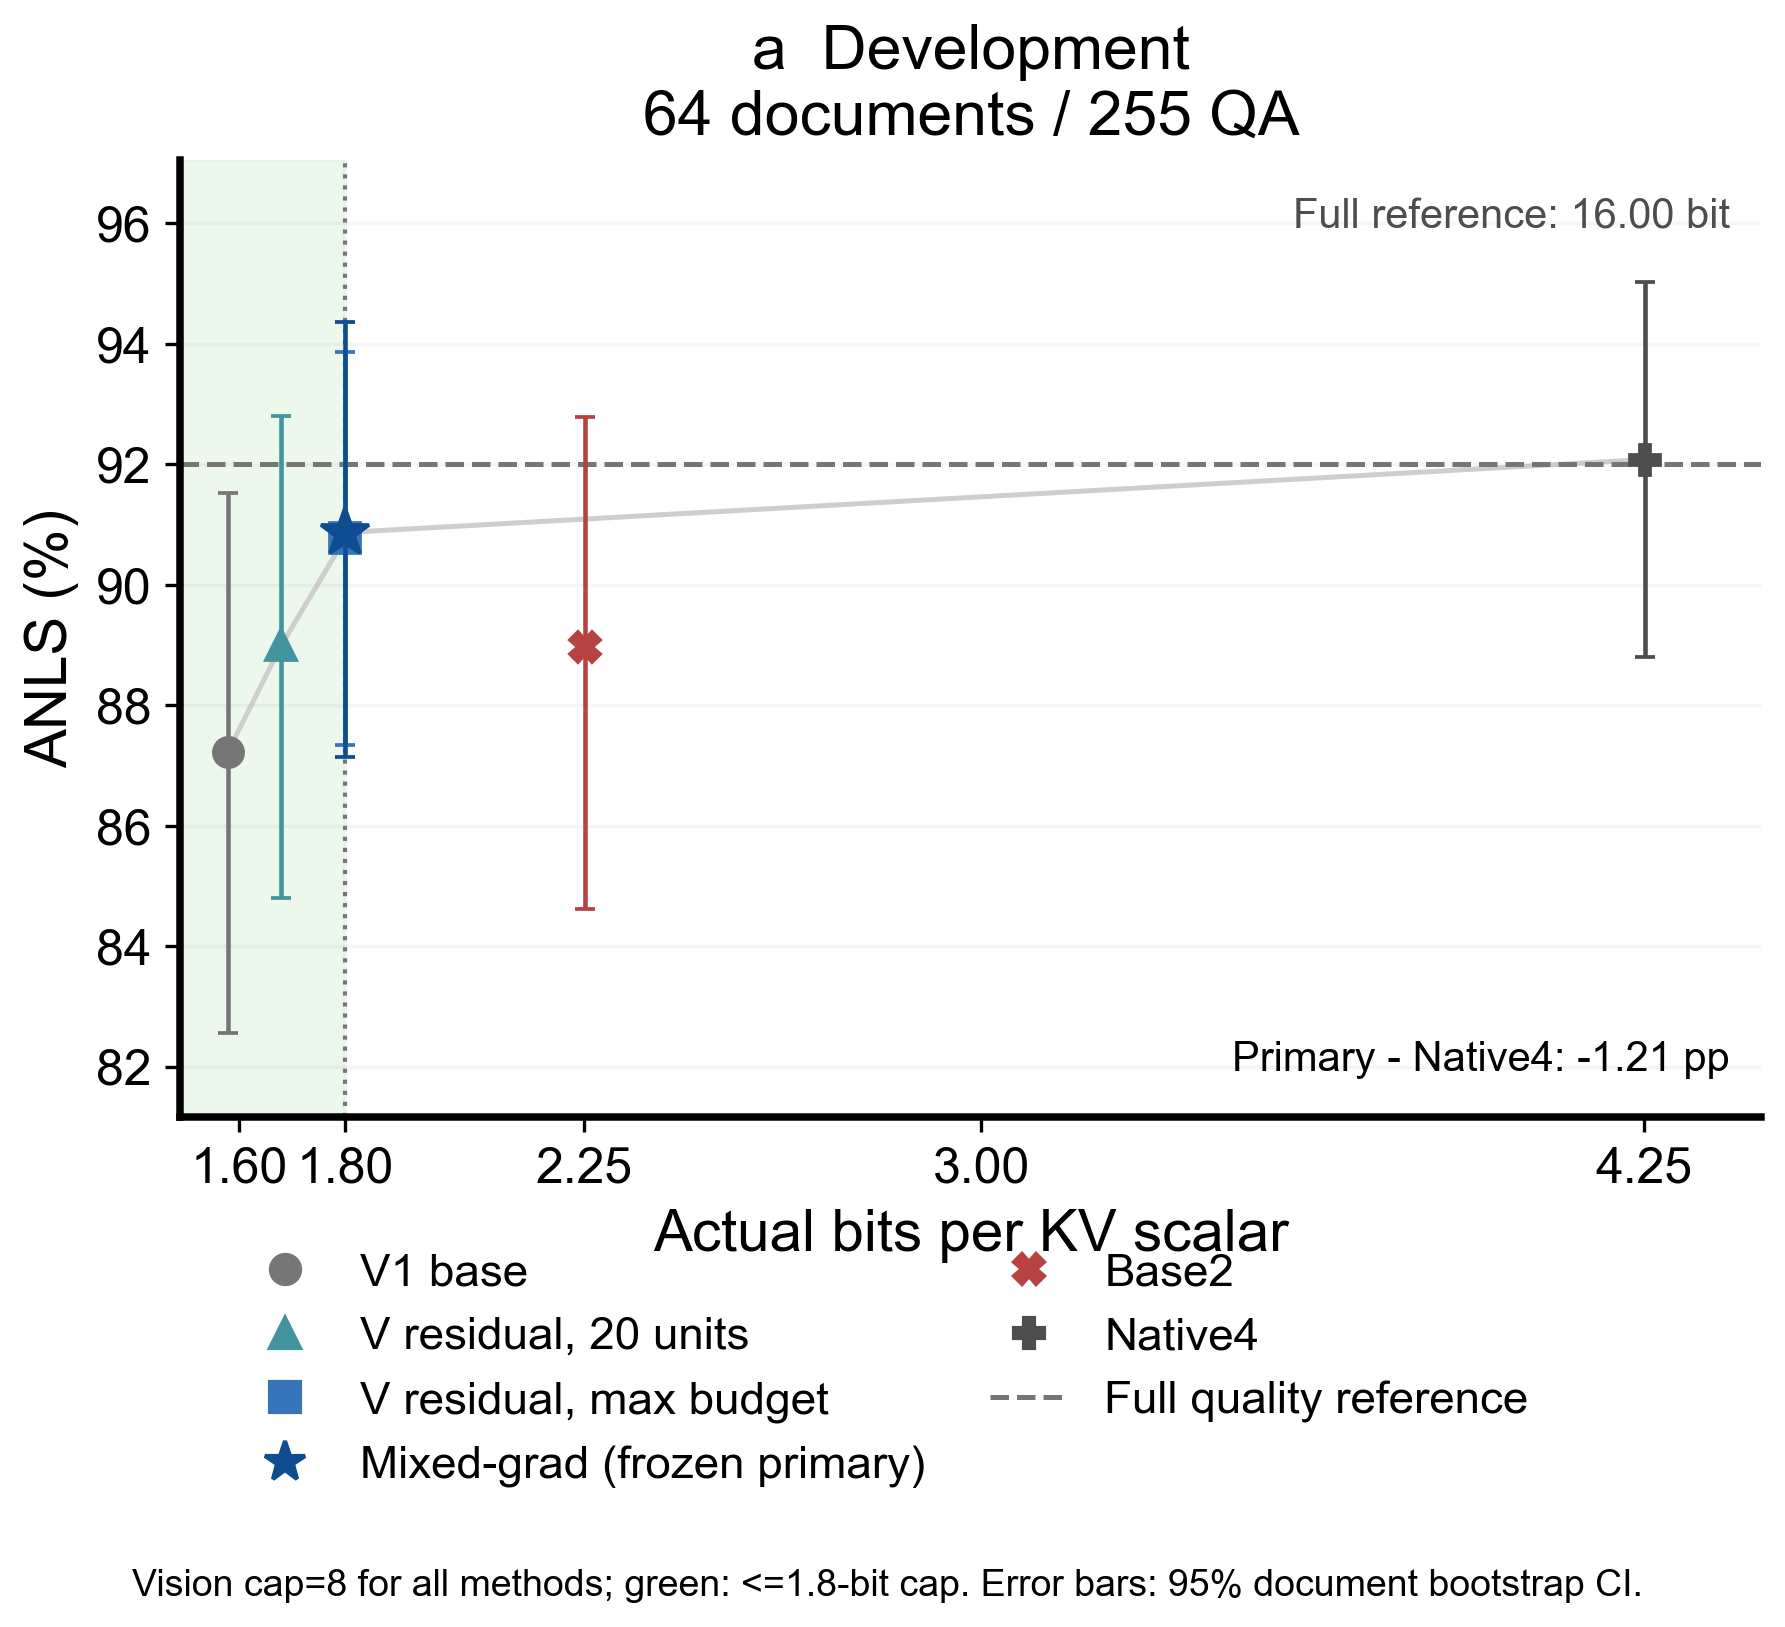 a  Development
64 documents / 255 QA
Full reference: 16.00 bit
96
94
92
90
88
86
84
82
ANLS (%)
Primary - Native4: -1.21 pp
1.60 1.80 2.25 3.00 4.25
Actual bits per KV scalar
V1 base
V residual, 20 units
V residual, max budget
Mixed-grad (frozen primary)
Base2
Native4
Full quality reference
Vision cap=8 for all methods; green: <=1.8-bit cap. Error bars: 95% document bootstrap CI.